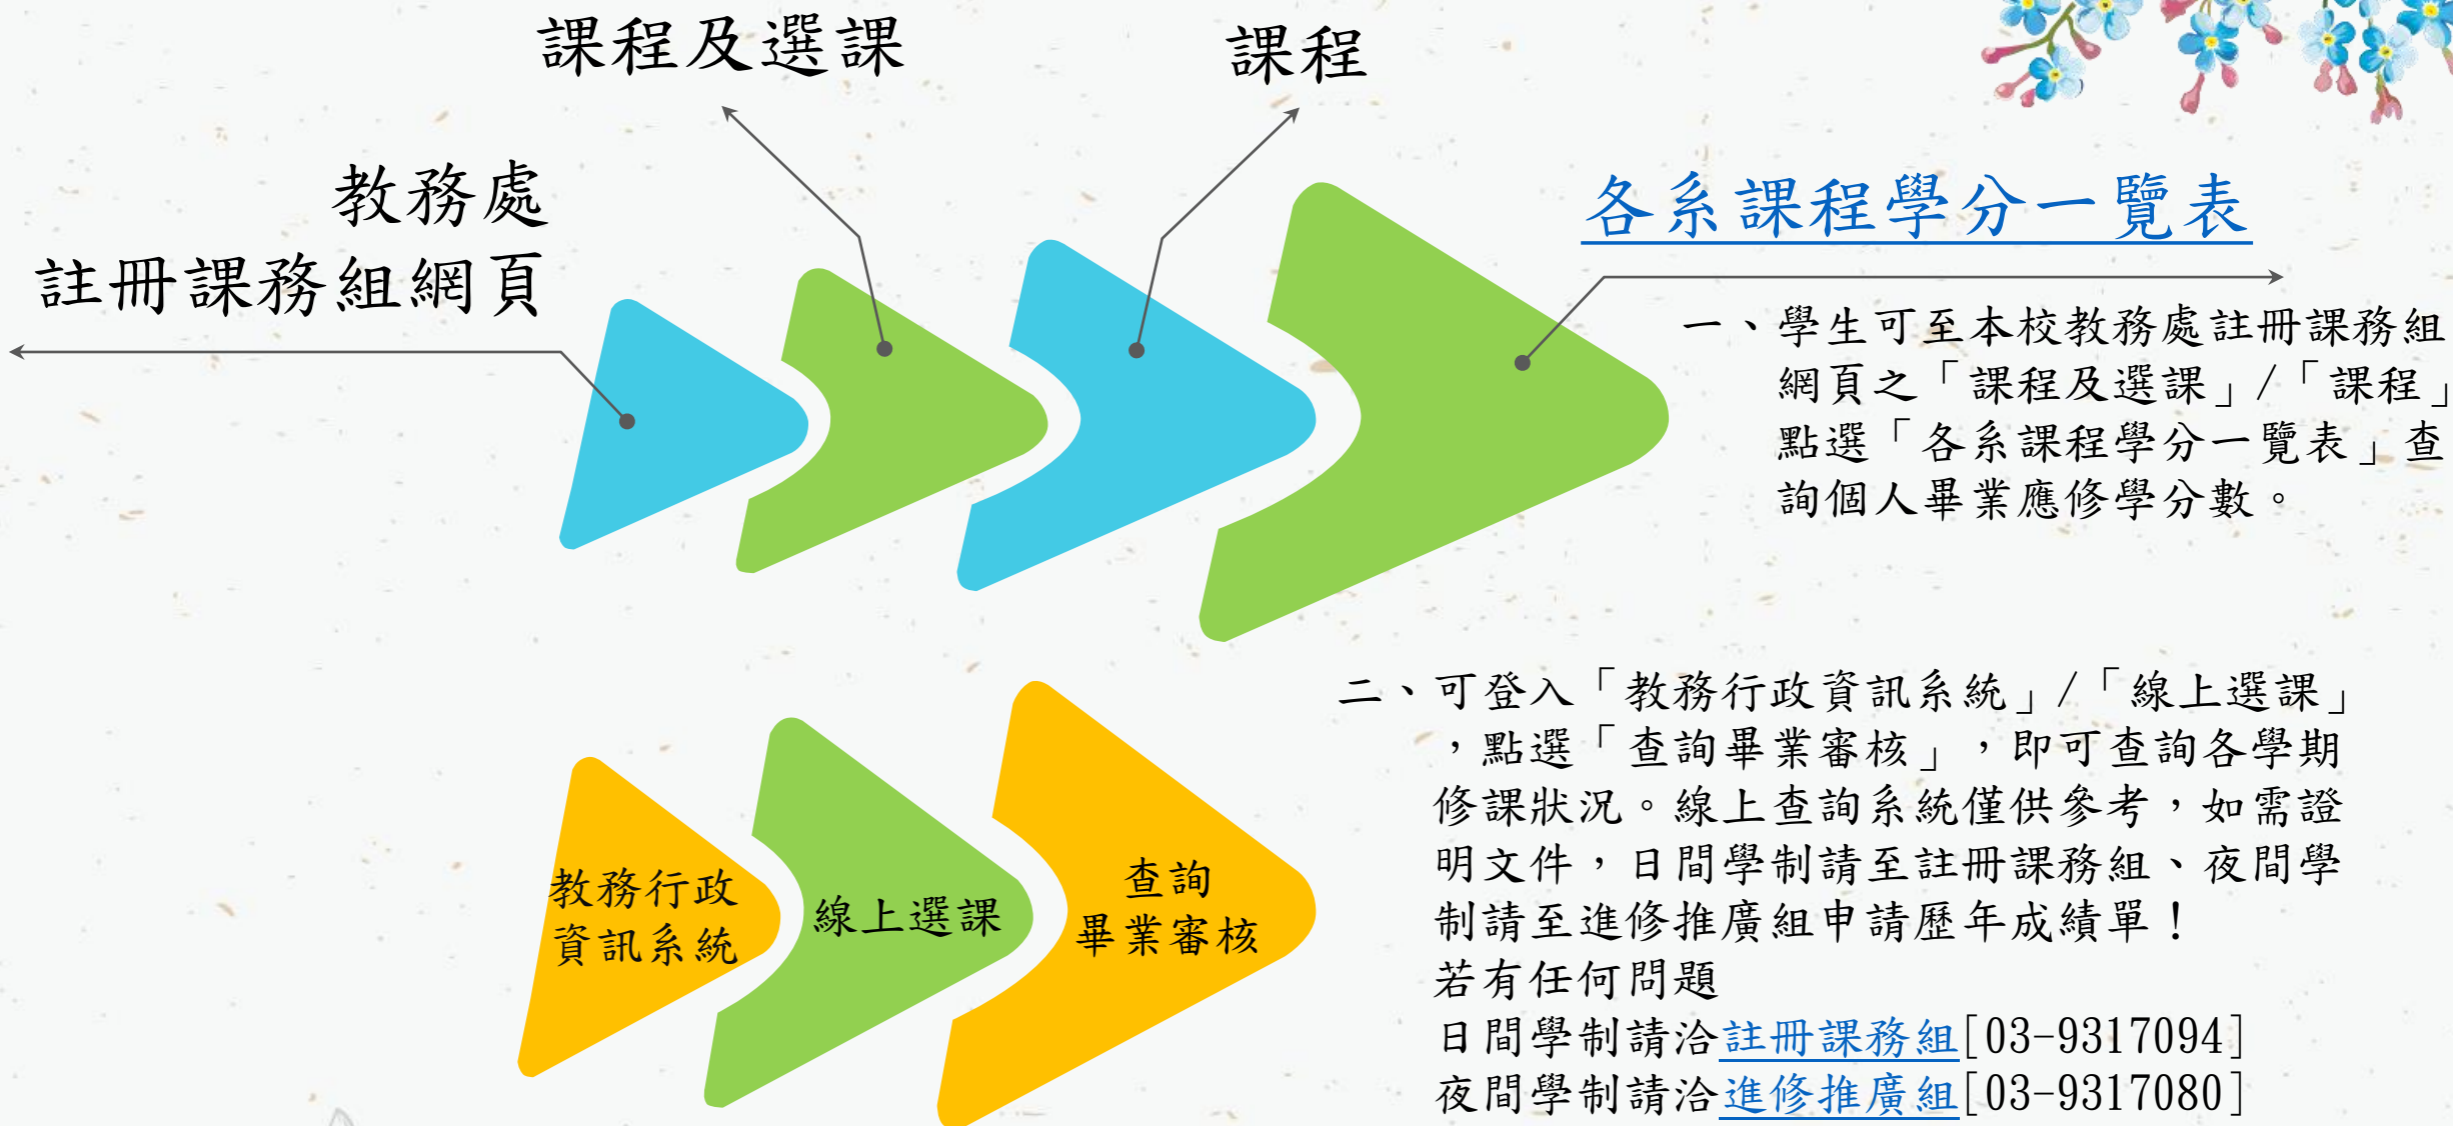 課程及選課
課程
教務處
註冊課務組網頁
各系課程學分一覽表
一、學生可至本校教務處註冊課務組
網頁之「課程及選課」/「課程」
點選「各系課程學分一覽表」查
詢個人畢業應修學分數。
教務行政
資訊系統
線上選課
查詢
畢業審核
二、可登入「教務行政資訊系統」/「線上選課」
，點選「查詢畢業審核」，即可查詢各學期
修課狀況。線上查詢系統僅供參考，如需證
明文件，日間學制請至註冊課務組、夜間學
制請至進修推廣組申請歷年成績單！
若有任何問題
日間學制請洽註冊課務組[03-9317094]
夜間學制請洽進修推廣組[03-9317080]